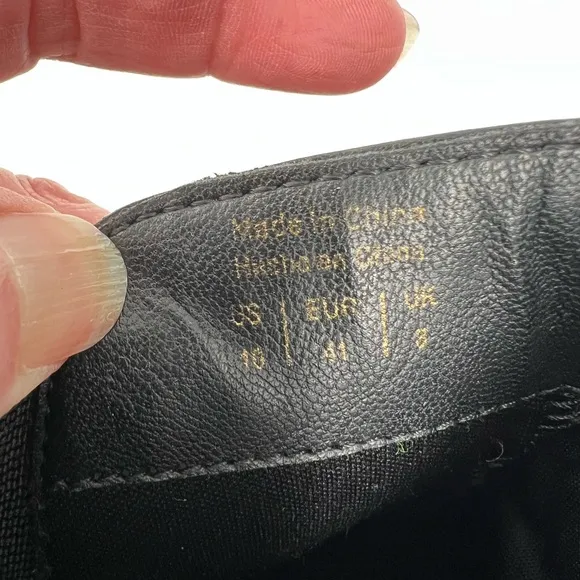 Made in China
Hecho en China
US | EUR | UK
10 | 41 | 8